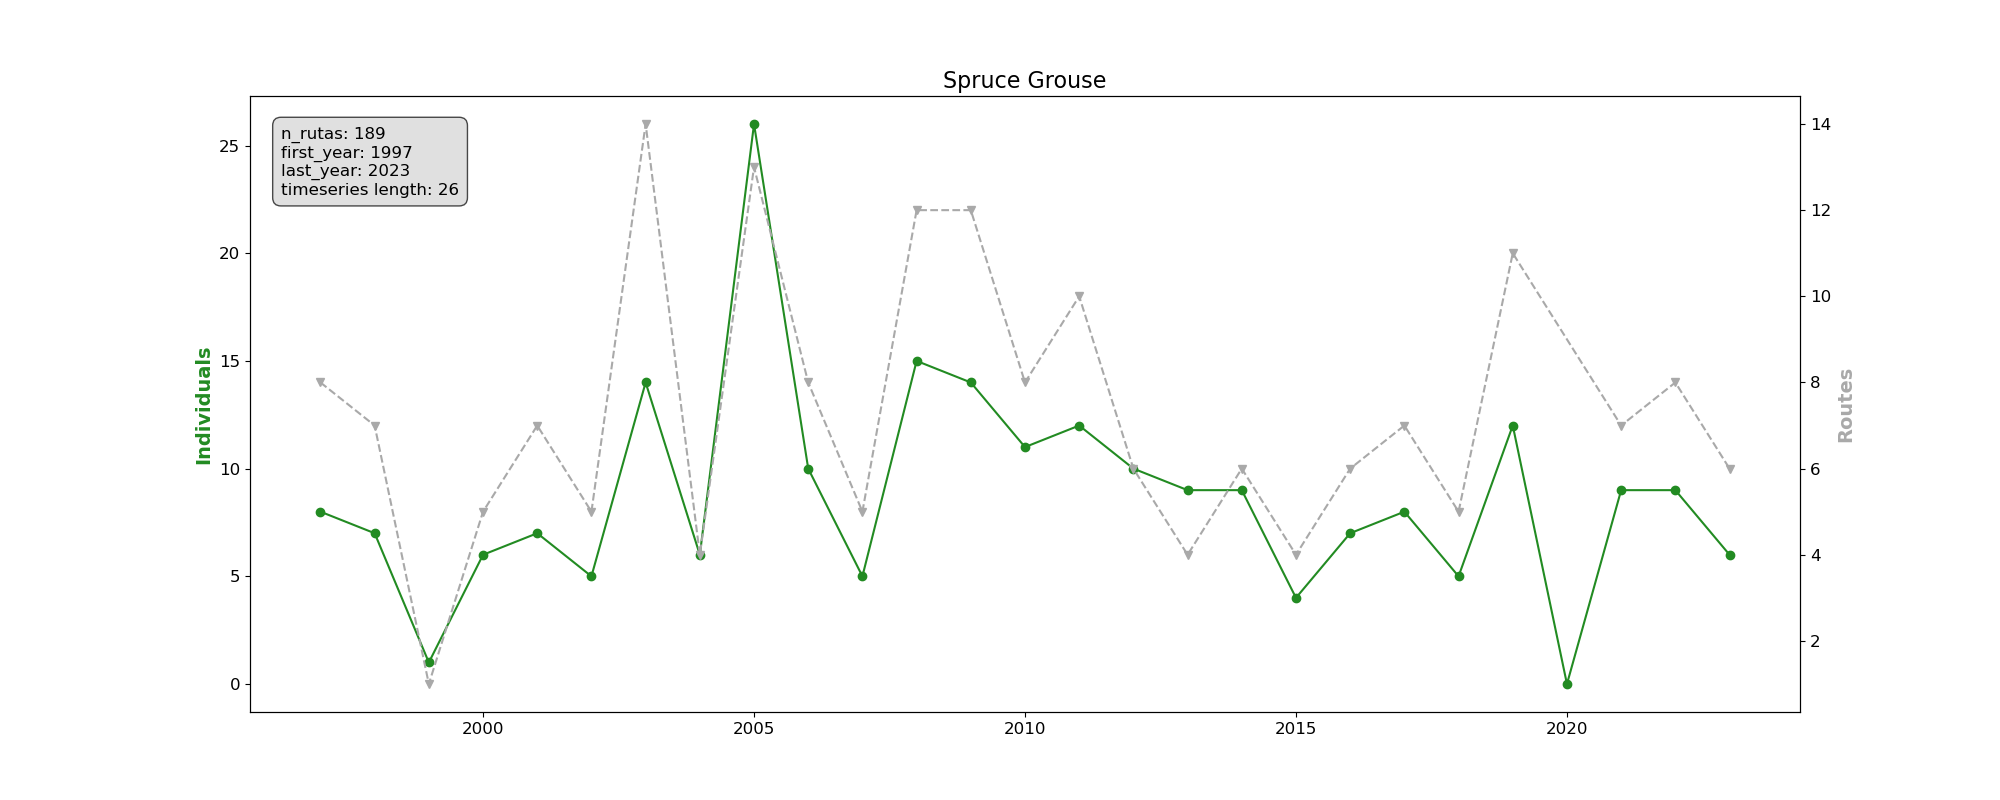 Spruce Grouse
n_rutas: 189
first_year: 1997
last_year: 2023
timeseries length: 26
Individuals
25
20
15
10
5
0
14
12
10
8
6
4
2
Routes
2000
2005
2010
2015
2020